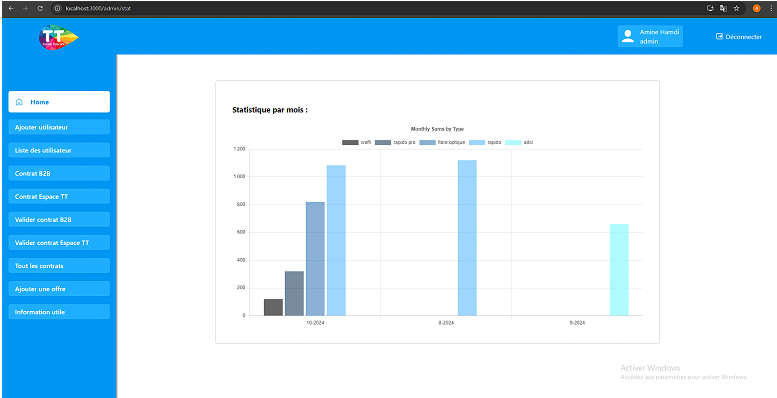 localhost:3000/admin/stat
TT
Amine Hamdi
admin
Déconnecter
Home
Ajouter utilisateur
Liste des utilisateur
Contrat B2B
Contrat Espace TT
Valider contrat B2B
Valider contrat Espace TT
Tout les contrats
Ajouter une offre
Information utile
Statistique par mois :
Monthly Sums by Type
waffi rapido pro fibre optique rapido adsl
1.200
1.000
800
600
400
200
0
10-2024 8-2024 9-2024
Activer Windows
Accédez aux paramètres pour activer Windows.